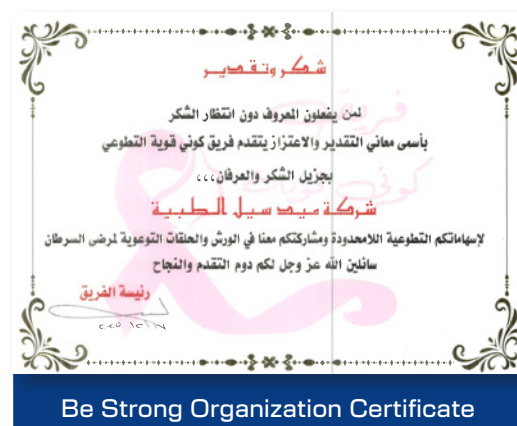 شكر وتقدير
لمن يفعلون المعروف دون انتظار الشكر
بأسمى معاني التقدير والاعتزاز يتقدم فريق كوني قوية التطوعي
بجزيل الشكر والعرفان،،،
شركة ميد سيل الطبية
لإسهاماتكم التطوعية اللامحدودة ومشاركتكم معنا في الورش والحلقات التوعوية لمرضى السرطان
سائلين الله عز وجل لكم دوم التقدم والنجاح
رئيسة الفريق
Be Strong Organization Certificate